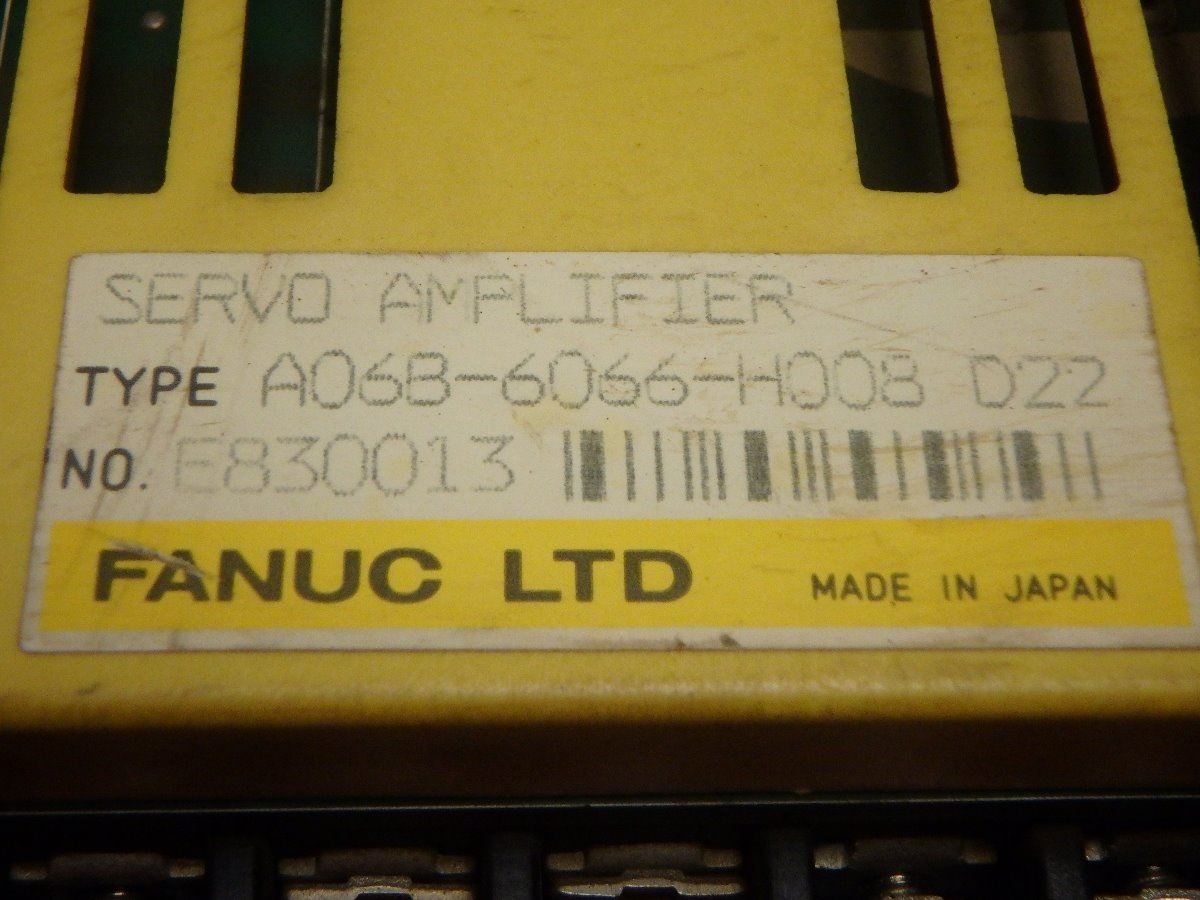 SERVO AMPLIFIER
TYPE A06B-6066-H008 D22
NO. E830013
FANUC LTD MADE IN JAPAN